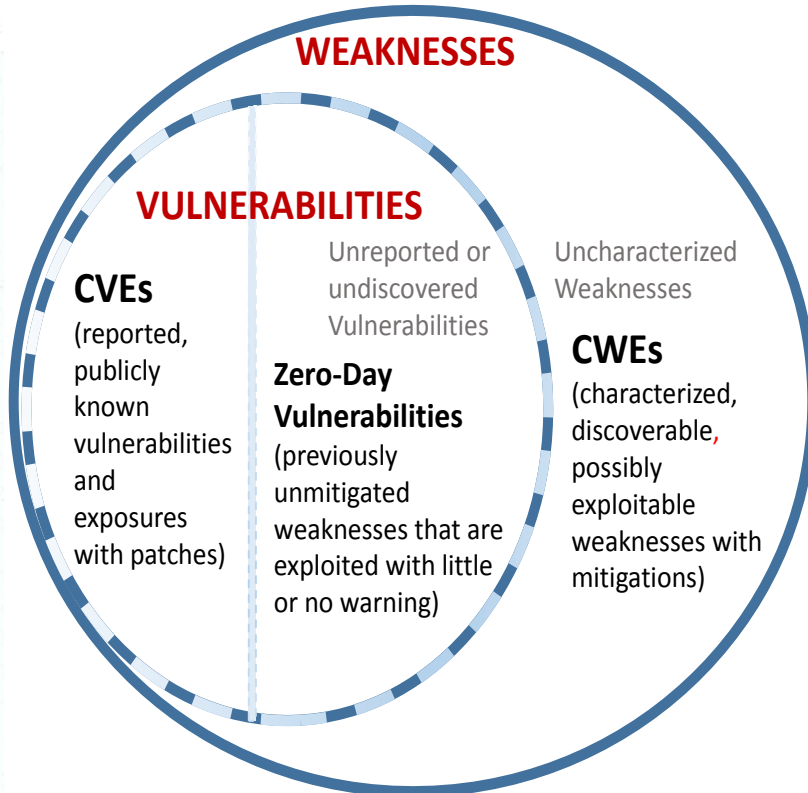 WEAKNESSES
VULNERABILITIES
CVEs
(reported,
publicly
known
vulnerabilities
and
exposures
with patches)
Unreported or
undiscovered
Vulnerabilities
Zero-Day
Vulnerabilities
(previously
unmitigated
weaknesses that are
exploited with little
or no warning)
Uncharacterized
Weaknesses
CWEs
(characterized,
discoverable,
possibly
exploitable
weaknesses with
mitigations)